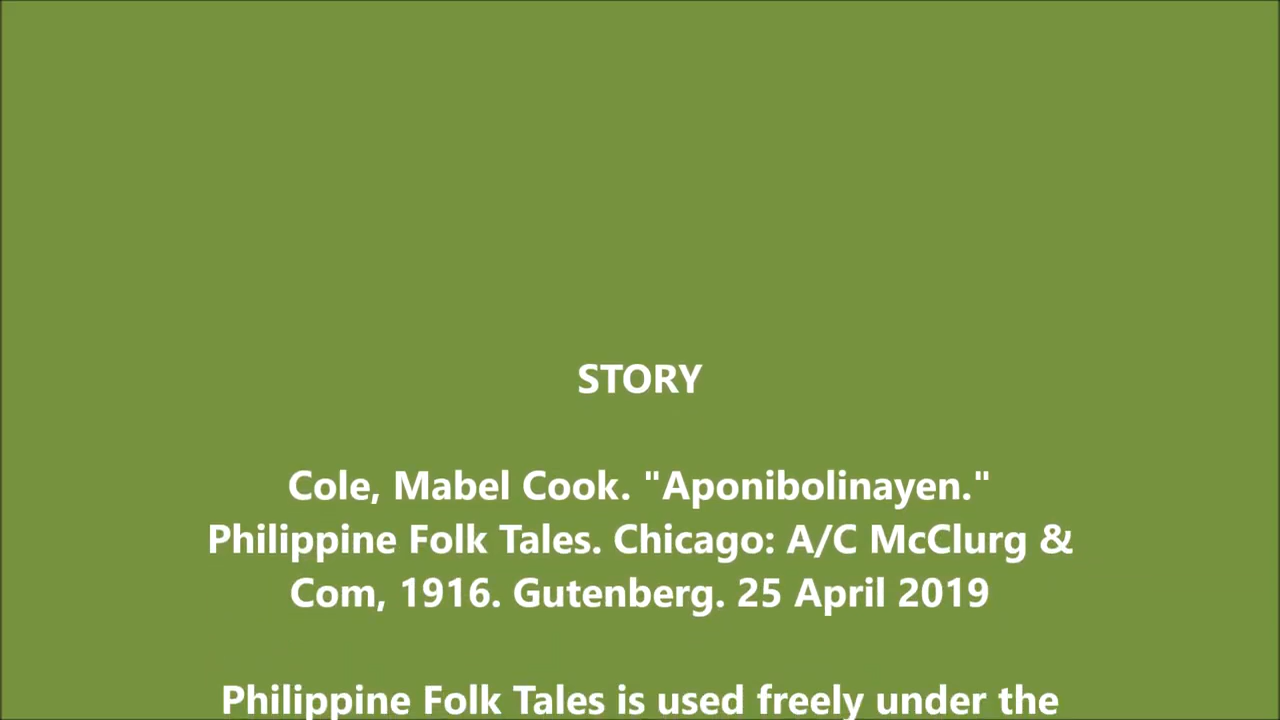 STORY
Cole, Mabel Cook. "Aponibolinayen."
Philippine Folk Tales. Chicago: A/C McClurg &
Com, 1916. Gutenberg. 25 April 2019
Philippine Folk Tales is used freely under the